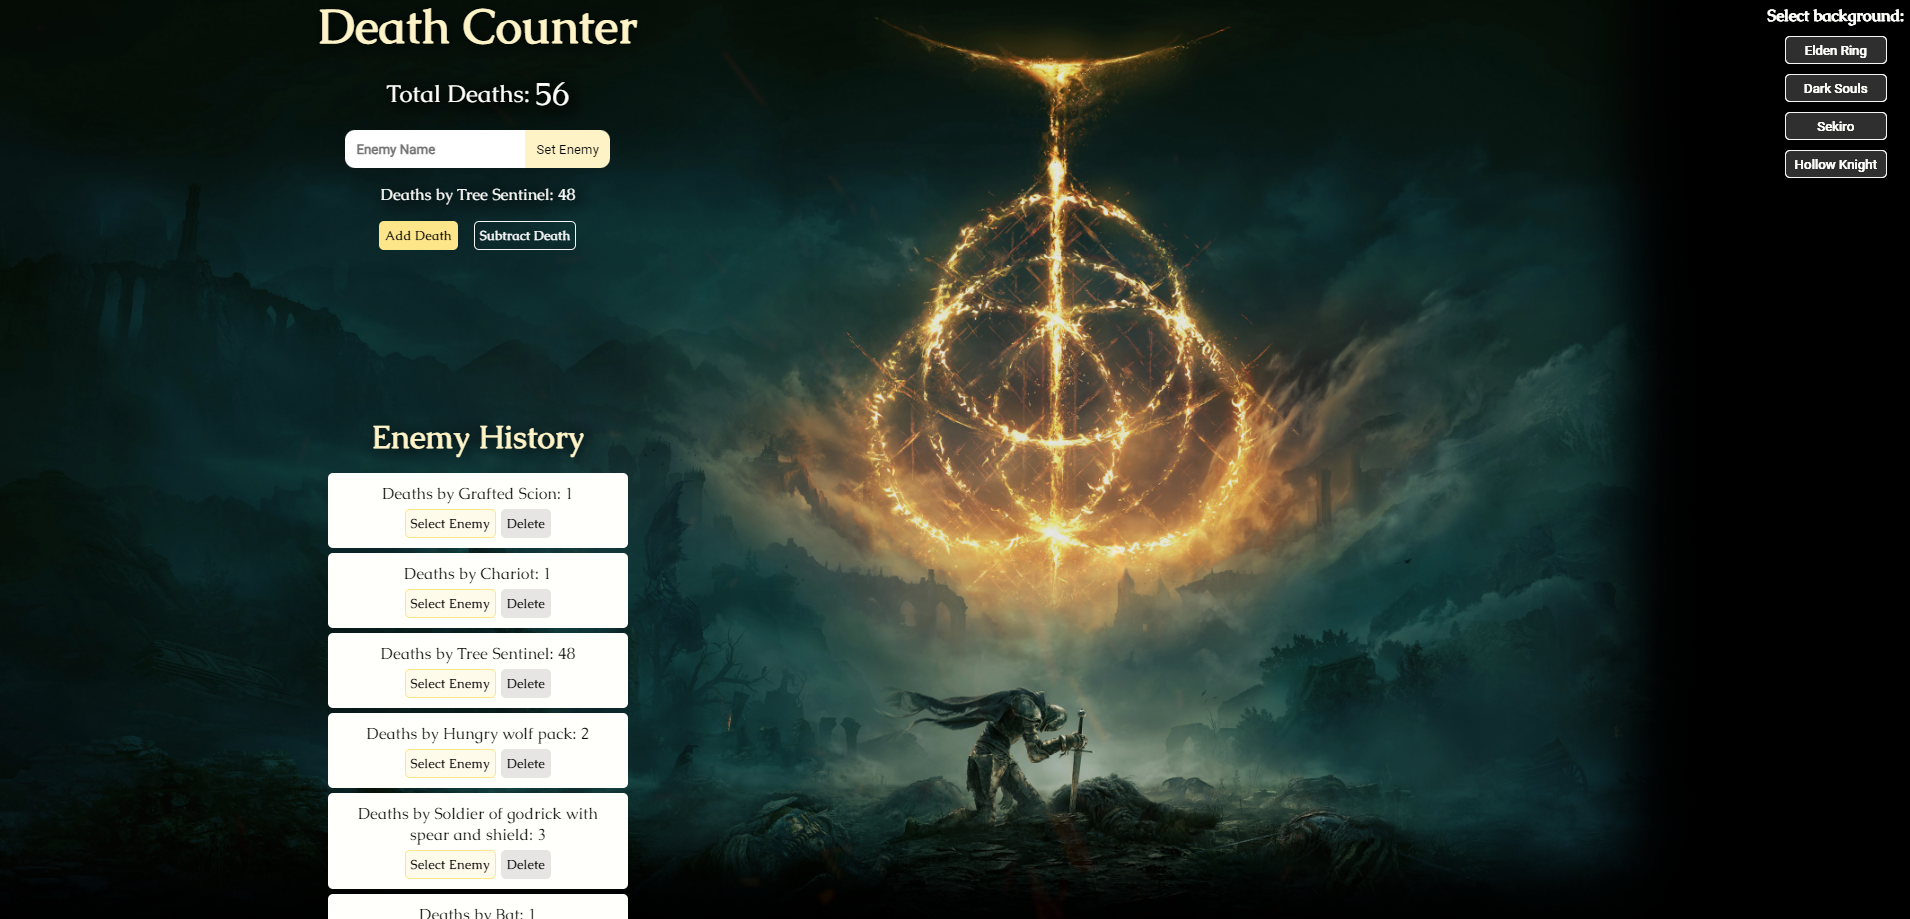 Death Counter
Total Deaths: 56
Enemy Name
Set Enemy
Deaths by Tree Sentinel: 48
Add Death
Subtract Death
Enemy History
Deaths by Grafted Scion: 1
Select Enemy
Delete
Deaths by Chariot: 1
Select Enemy
Delete
Deaths by Tree Sentinel: 48
Select Enemy
Delete
Deaths by Hungry wolf pack: 2
Select Enemy
Delete
Deaths by Soldier of godrick with
spear and shield: 3
Select Enemy
Delete
Deaths by Bat: 1
Select background:
Elden Ring
Dark Souls
Sekiro
Hollow Knight